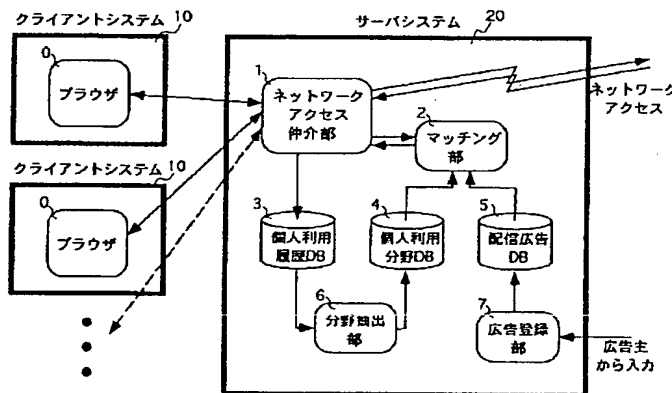 クライアントシステム 10
0
ブラウザ
クライアントシステム 10
0
ブラウザ
サーバシステム 20
1
ネットワーク
アクセス
仲介部
ネットワーク
アクセス
2
マッチング
部
3
個人利用
履歴DB
4
個人利用
分野DB
5
配信広告
DB
6
分野抽出
部
7
広告登録
部
広告主
から入力